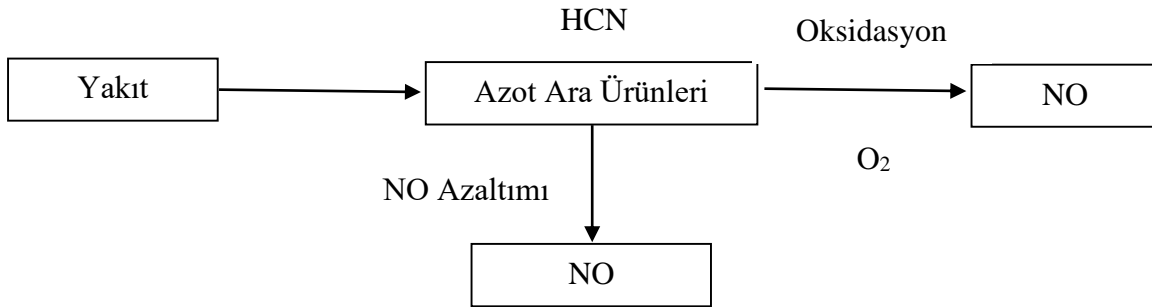 HCN
Oksidasyon
Yakıt
Azot Ara Ürünleri
NO
O₂
NO Azaltımı
NO